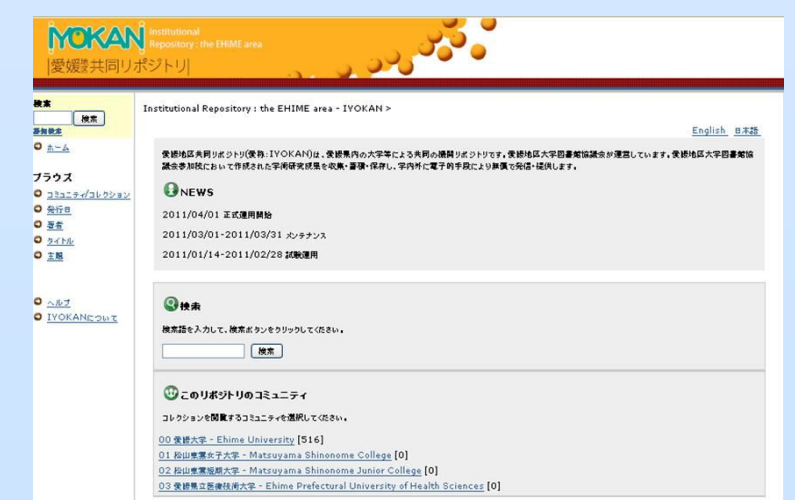 IYOKAN Institutional
Repository : the EHIME area
愛媛地区共同リポジトリ
検索
検索
詳細検索
ホーム
ブラウズ
コミュニティ/コレクション
発行日
著者
タイトル
主題
ヘルプ
IYOKANについて
Institutional Repository : the EHIME area - IYOKAN >
English 日本語
愛媛地区共同リポジトリ(愛称:IYOKAN)は、愛媛県内の大学等による共同の機関リポジトリです。愛媛地区大学図書館協議会が運営しています。愛媛地区大学図書館協
議会参加校において作成された学術研究成果を収集・蓄積・保存し、学内外に電子的手段により無償で発信・提供します。
NEWS
2011/04/01 正式運用開始
2011/03/01-2011/03/31 メンテナンス
2011/01/14-2011/02/28 試験運用
検索
検索語を入力して、検索ボタンをクリックしてください。
検索
このリポジトリのコミュニティ
コレクションを閲覧するコミュニティを選択してください。
00 愛媛大学 - Ehime University [516]
01 松山東雲女子大学 - Matsuyama Shinonome College [0]
02 松山東雲短期大学 - Matsuyama Shinonome Junior College [0]
03 愛媛県立医療技術大学 - Ehime Prefectural University of Health Sciences [0]